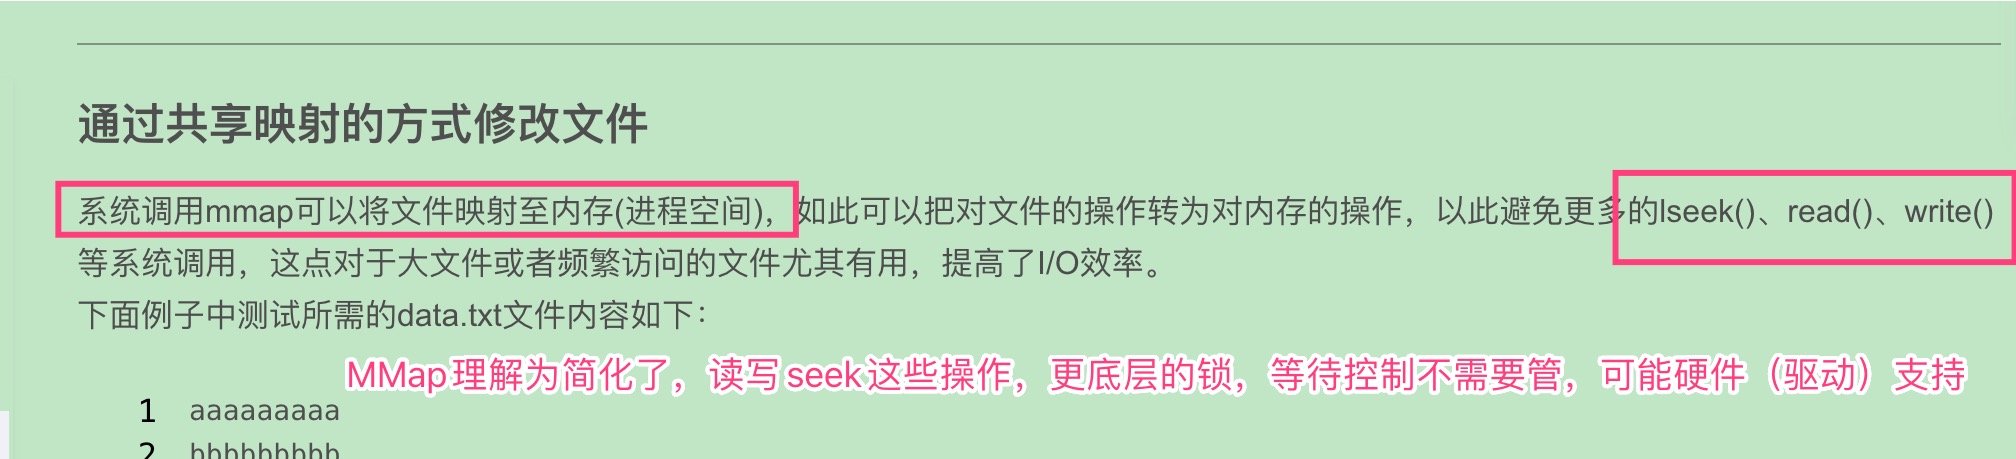 通过共享映射的方式修改文件
系统调用mmap可以将文件映射至内存(进程空间)，如此可以把对文件的操作转为对内存的操作，以此避免更多的lseek()、read()、write()
等系统调用，这点对于大文件或者频繁访问的文件尤其有用，提高了I/O效率。
下面例子中测试所需的data.txt文件内容如下：
MMap理解为简化了，读写seek这些操作，更底层的锁，等待控制不需要管，可能硬件（驱动）支持
1 aaaaaaaaa
2 bbbbbbbbb